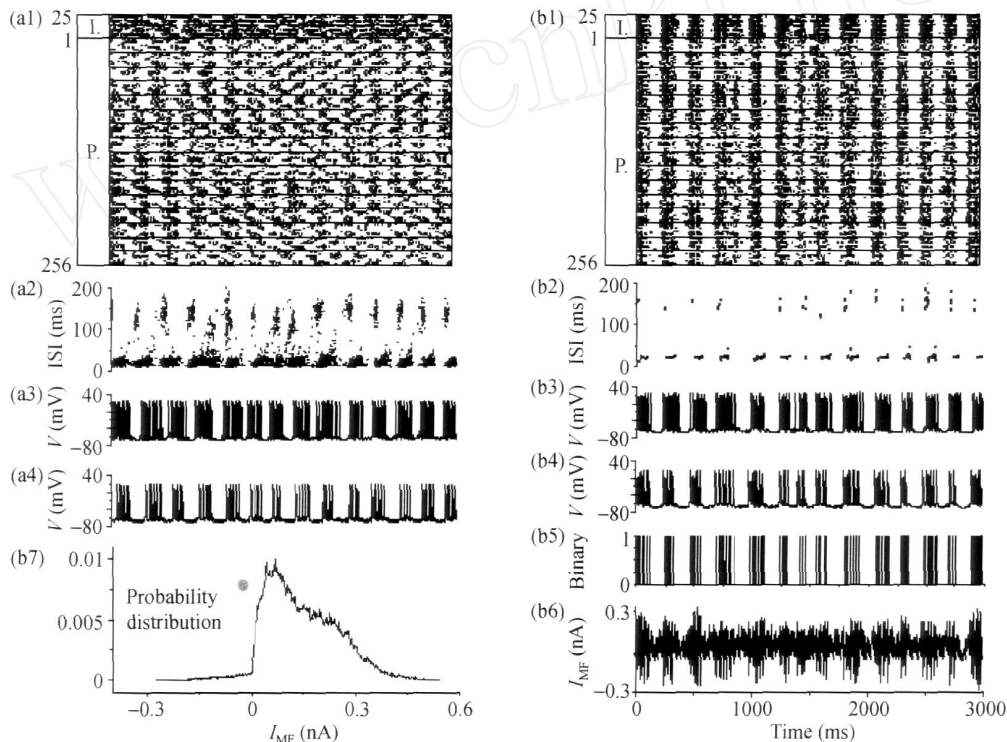 (a1)
25
I.
1
P.
256
(a2)
200
100
0
ISI (ms)
(a3)
40
-80
V (mV)
(a4)
40
-80
V (mV)
(b7)
0.01
0.005
0
Probability
distribution
-0.3
0
0.3
0.6
I_MF (nA)
(b1)
25
I.
1
P.
256
(b2)
200
100
0
ISI (ms)
(b3)
40
-80
V (mV)
(b4)
40
-80
V (mV)
(b5)
1
0
Binary
(b6)
0.3
-0.3
I_MF (nA)
0
1000
2000
3000
Time (ms)